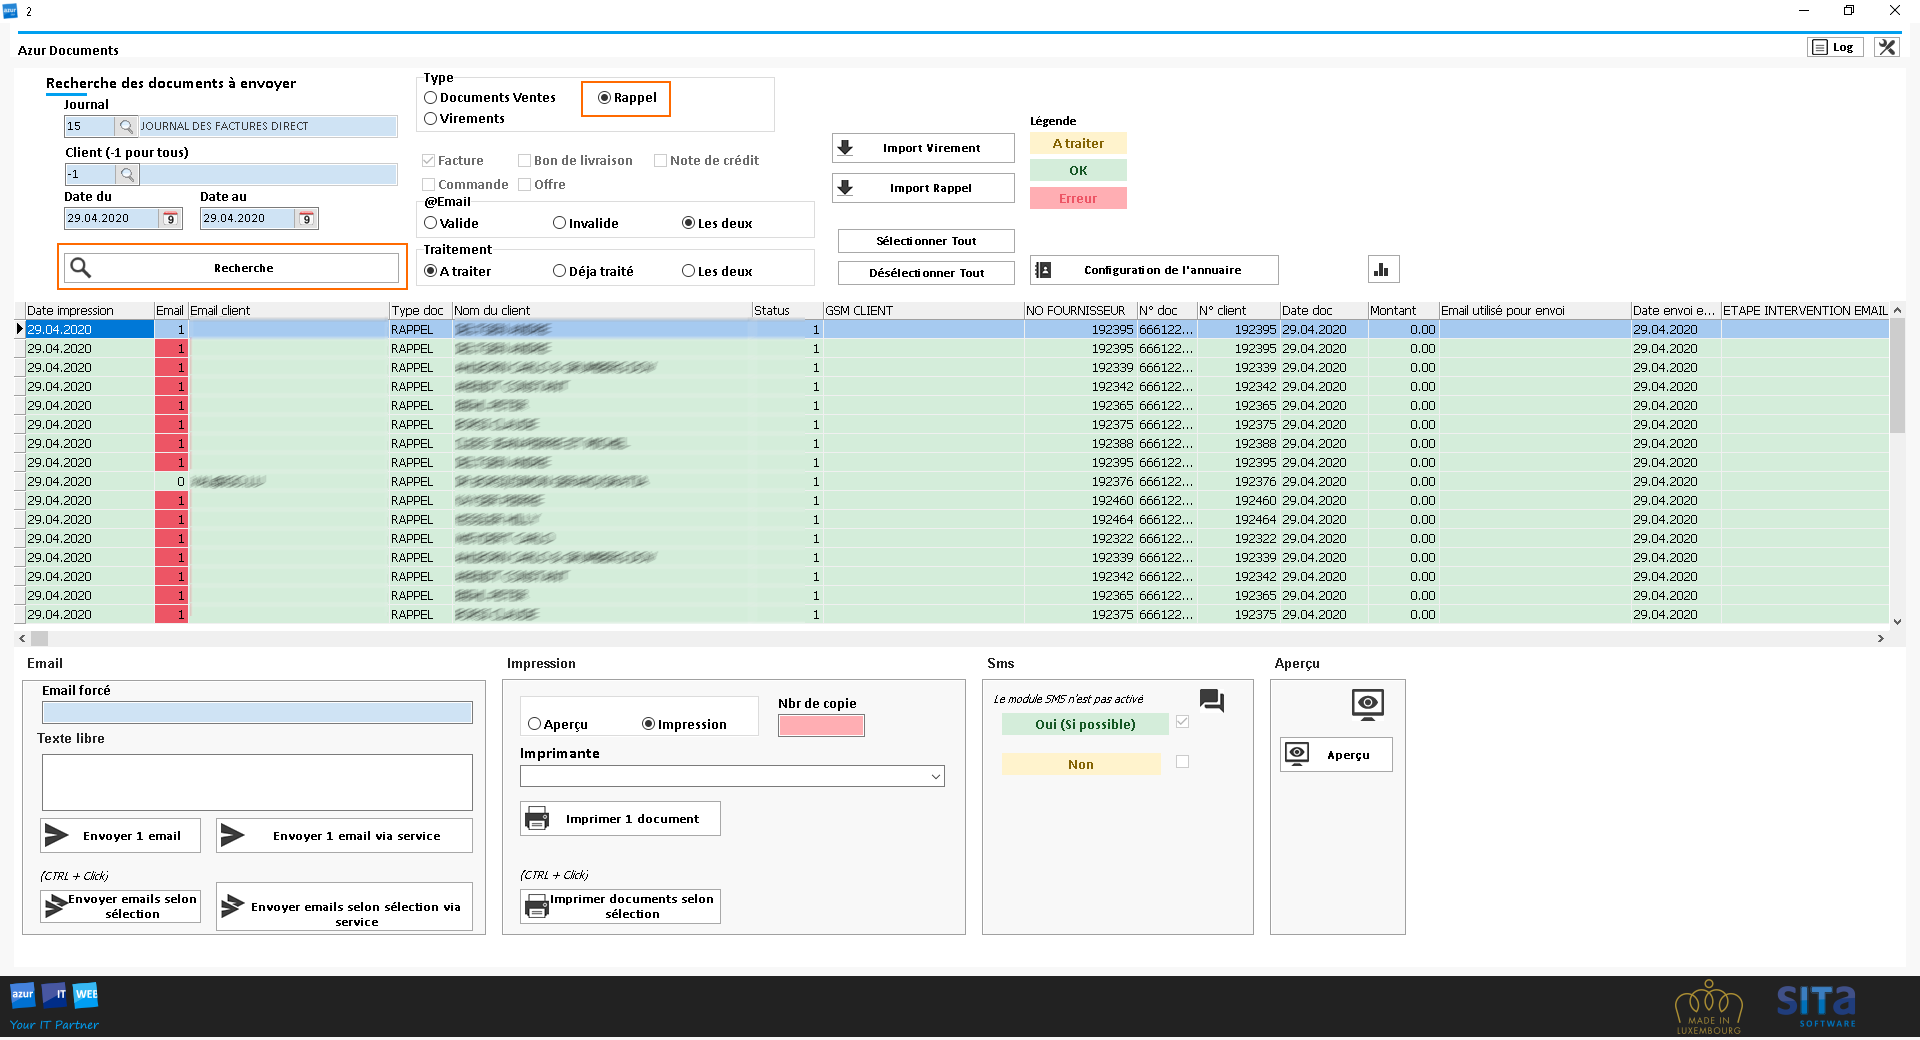 2
Azur Documents
Log
Recherche des documents à envoyer
Journal
15 JOURNAL DES FACTURES DIRECT
Client (-1 pour tous)
-1
Date du Date au
29.04.2020 29.04.2020
Recherche
Type
Documents Ventes Rappel
Virements
Facture Bon de livraison Note de crédit
Commande Offre
@Email
Valide Invalide Les deux
Traitement
A traiter Déja traité Les deux
Import Virement
Import Rappel
Sélectionner Tout
Désélectionner Tout
Légende
A traiter
OK
Erreur
Configuration de l'annuaire
Date impression Email Email client Type doc Nom du client Status GSM CLIENT NO FOURNISSEUR N° doc N° client Date doc Montant Email utilisé pour envoi Date envoi e... ETAPE INTERVENTION EMAIL
29.04.2020 1 RAPPEL 1 192395 666122... 192395 29.04.2020 0.00 29.04.2020
29.04.2020 1 RAPPEL 1 192395 666122... 192395 29.04.2020 0.00 29.04.2020
29.04.2020 1 RAPPEL 1 192339 666122... 192339 29.04.2020 0.00 29.04.2020
29.04.2020 1 RAPPEL 1 192342 666122... 192342 29.04.2020 0.00 29.04.2020
29.04.2020 1 RAPPEL 1 192365 666122... 192365 29.04.2020 0.00 29.04.2020
29.04.2020 1 RAPPEL 1 192375 666122... 192375 29.04.2020 0.00 29.04.2020
29.04.2020 1 RAPPEL 1 192388 666122... 192388 29.04.2020 0.00 29.04.2020
29.04.2020 1 RAPPEL 1 192395 666122... 192395 29.04.2020 0.00 29.04.2020
29.04.2020 0 RAPPEL 1 192376 666122... 192376 29.04.2020 0.00 29.04.2020
29.04.2020 1 RAPPEL 1 192460 666122... 192460 29.04.2020 0.00 29.04.2020
29.04.2020 1 RAPPEL 1 192464 666122... 192464 29.04.2020 0.00 29.04.2020
29.04.2020 1 RAPPEL 1 192322 666122... 192322 29.04.2020 0.00 29.04.2020
29.04.2020 1 RAPPEL 1 192339 666122... 192339 29.04.2020 0.00 29.04.2020
29.04.2020 1 RAPPEL 1 192342 666122... 192342 29.04.2020 0.00 29.04.2020
29.04.2020 1 RAPPEL 1 192365 666122... 192365 29.04.2020 0.00 29.04.2020
29.04.2020 1 RAPPEL 1 192375 666122... 192375 29.04.2020 0.00 29.04.2020
Email
Email forcé
Texte libre
Envoyer 1 email Envoyer 1 email via service
(CTRL + Click)
Envoyer emails selon
sélection
Envoyer emails selon sélection via
service
Impression
Aperçu Impression
Nbr de copie
Imprimante
Imprimer 1 document
(CTRL + Click)
Imprimer documents selon
sélection
Sms
Le module SMS n'est pas activé
Oui (Si possible)
Non
Aperçu
Aperçu
azur IT WEB
Your IT Partner
MADE IN
LUXEMBOURG
SITa
SOFTWARE